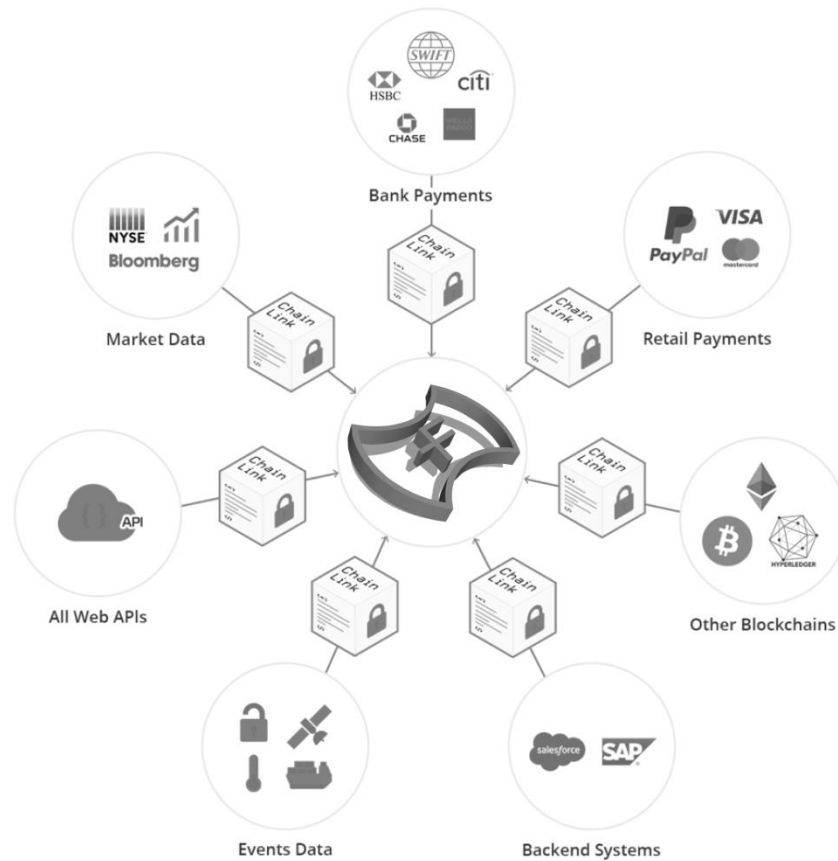 SWIFT
HSBC
citi
CHASE
WELLS
FARGO
Bank Payments
NYSE
Bloomberg
Market Data
PayPal
VISA
mastercard
Retail Payments
Chain
Link
Chain
Link
Chain
Link
API
All Web APIs
Chain
Link
Chain
Link
HYPERLEDGER
Other Blockchains
Chain
Link
Chain
Link
Events Data
salesforce
SAP
Backend Systems